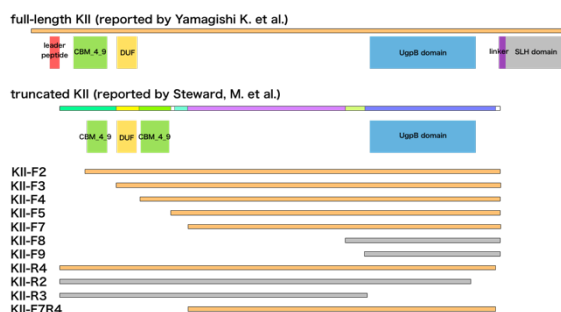 full-length KII (reported by Yamagishi K. et al.)
leader
peptide
CBM_4_9
DUF
UgpB domain
linker
SLH domain
truncated KII (reported by Steward, M. et al.)
CBM_4_9
DUF
CBM_4_9
UgpB domain
KII-F2
KII-F3
KII-F4
KII-F5
KII-F7
KII-F8
KII-F9
KII-R4
KII-R2
KII-R3
KII-F7R4